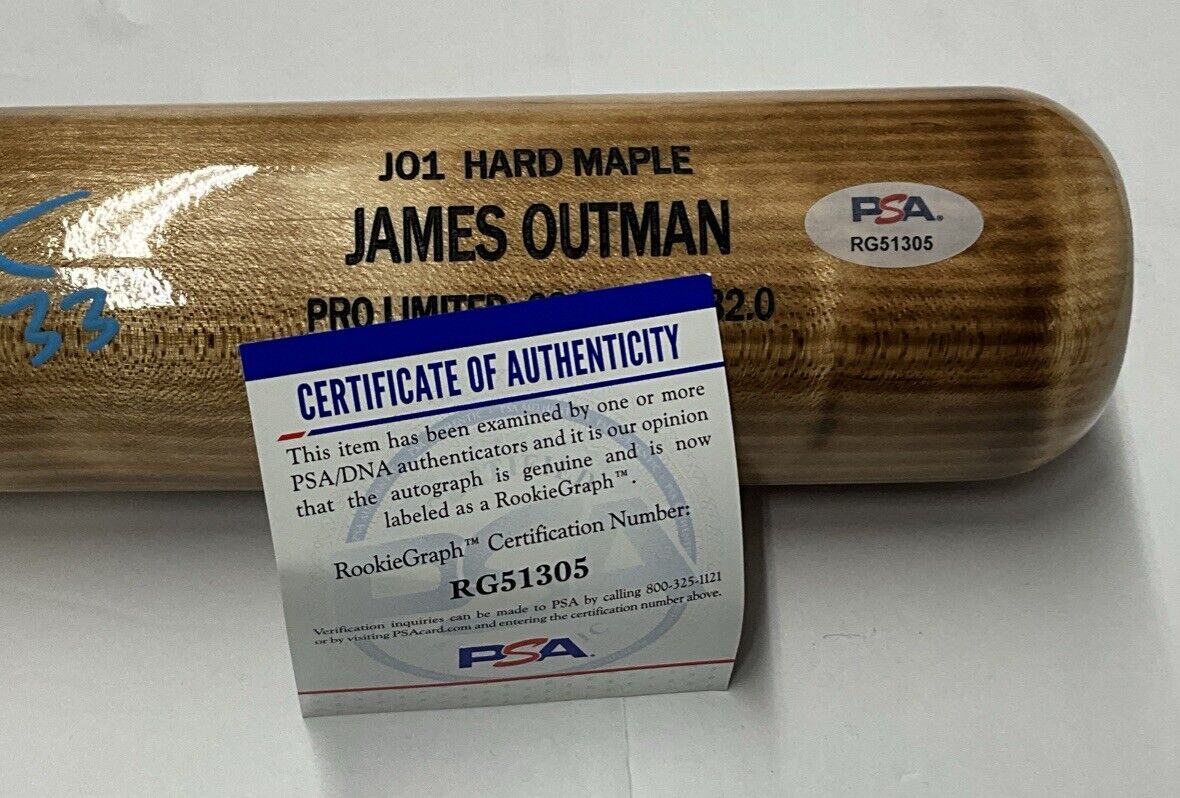 JO1 HARD MAPLE
JAMES OUTMAN
PRO LIMITED 32.0
33
PSA
RG51305
CERTIFICATE OF AUTHENTICITY
This item has been examined by one or more
PSA/DNA authenticators and it is our opinion
that the autograph is genuine and is now
labeled as a RookieGraph™.
RookieGraph™ Certification Number:
RG51305
Verification inquiries can be made to PSA by calling 800-325-1121
or by visiting PSAcard.com and entering the certification number above.
PSA